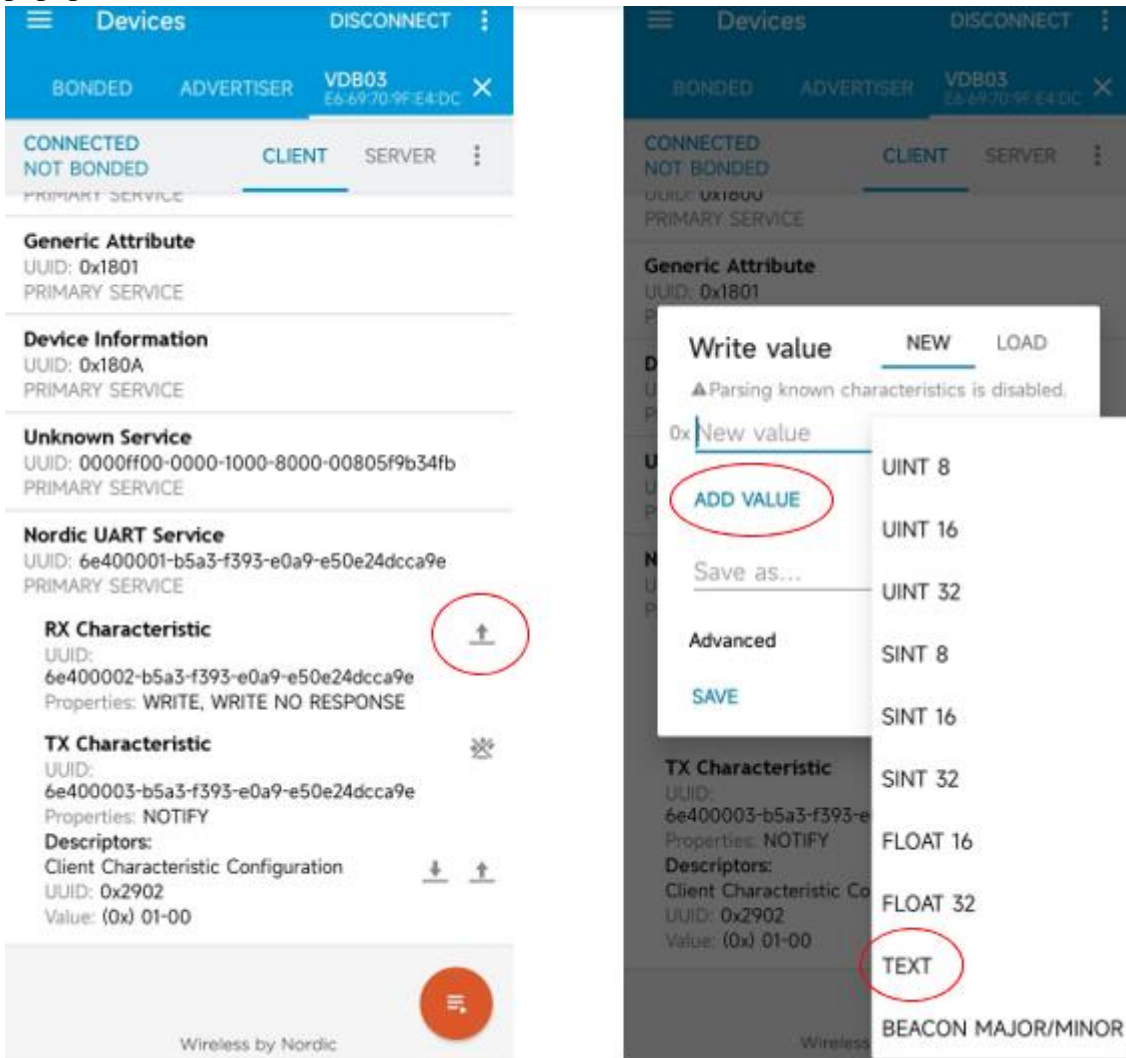 Devices DISCONNECT
BONDED ADVERTISER VDB03
E6:69:70:9F:E4:DC
CONNECTED
NOT BONDED
CLIENT SERVER
PRIMARY SERVICE
Generic Attribute
UUID: 0x1801
PRIMARY SERVICE
Device Information
UUID: 0x180A
PRIMARY SERVICE
Unknown Service
UUID: 0000ff00-0000-1000-8000-00805f9b34fb
PRIMARY SERVICE
Nordic UART Service
UUID: 6e400001-b5a3-f393-e0a9-e50e24dcca9e
PRIMARY SERVICE
RX Characteristic
UUID:
6e400002-b5a3-f393-e0a9-e50e24dcca9e
Properties: WRITE, WRITE NO RESPONSE
TX Characteristic
UUID:
6e400003-b5a3-f393-e0a9-e50e24dcca9e
Properties: NOTIFY
Descriptors:
Client Characteristic Configuration
UUID: 0x2902
Value: (0x) 01-00
Wireless by Nordic
Devices DISCONNECT
BONDED ADVERTISER VDB03
E6:69:70:9F:E4:DC
CONNECTED
NOT BONDED
CLIENT SERVER
UUID: 0x1800
PRIMARY SERVICE
Generic Attribute
UUID: 0x1801
Write value NEW LOAD
Parsing known characteristics is disabled.
0x New value
ADD VALUE
Save as...
Advanced
SAVE
UINT 8
UINT 16
UINT 32
SINT 8
SINT 16
SINT 32
FLOAT 16
FLOAT 32
TEXT
BEACON MAJOR/MINOR
TX Characteristic
UUID:
6e400003-b5a3-f393-e
Properties: NOTIFY
Descriptors:
Client Characteristic Co
UUID: 0x2902
Value: (0x) 01-00
Wireless